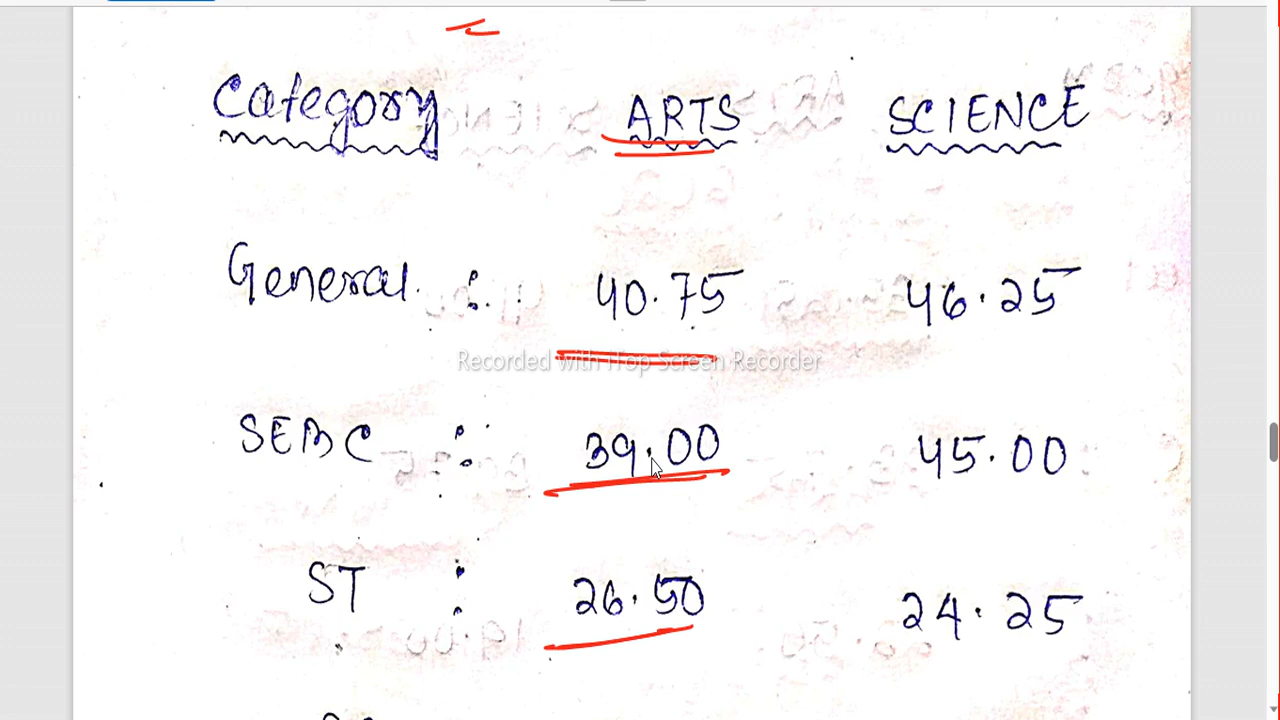 Category ARTS SCIENCE
General : 40.75 46.25
Recorded with iTop Screen Recorder
SEBC : 39.00 45.00
ST : 26.50 24.25